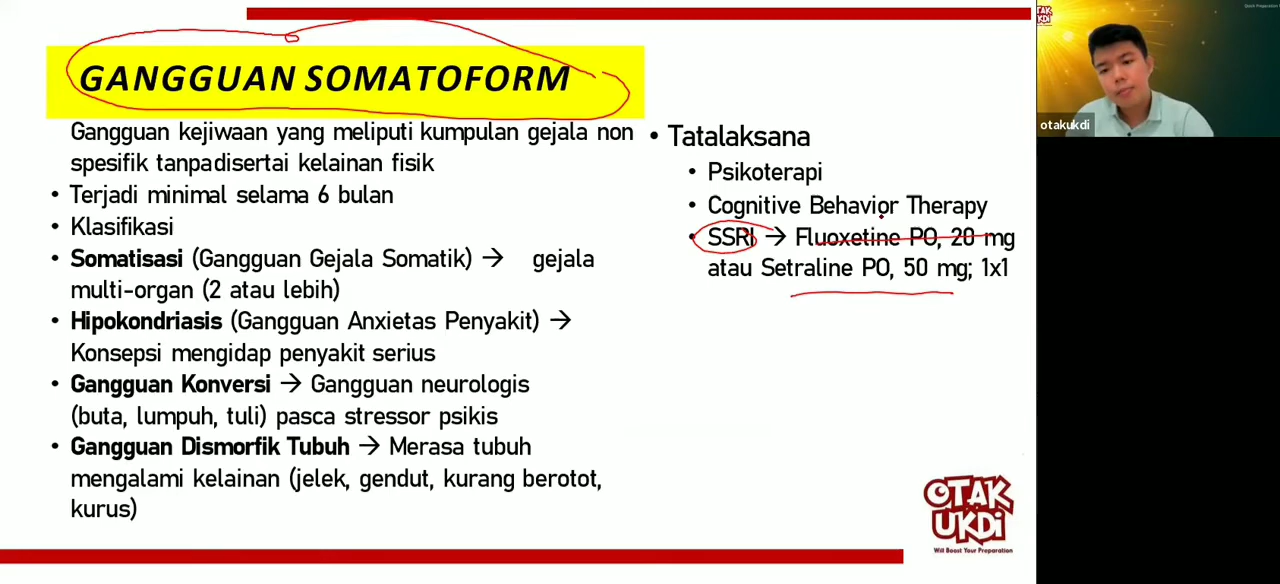 GANGGUAN SOMATOFORM
Gangguan kejiwaan yang meliputi kumpulan gejala non
spesifik tanpadisertai kelainan fisik
• Terjadi minimal selama 6 bulan
• Klasifikasi
• Somatisasi (Gangguan Gejala Somatik) → gejala
multi-organ (2 atau lebih)
• Hipokondriasis (Gangguan Anxietas Penyakit) →
Konsepsi mengidap penyakit serius
• Gangguan Konversi → Gangguan neurologis
(buta, lumpuh, tuli) pasca stressor psikis
• Gangguan Dismorfik Tubuh → Merasa tubuh
mengalami kelainan (jelek, gendut, kurang berotot,
kurus)
• Tatalaksana
• Psikoterapi
• Cognitive Behavior Therapy
• SSRI → Fluoxetine PO, 20 mg
atau Setraline PO, 50 mg; 1x1
OTAK
UKDi
Will Boost Your Preparation
OTAK
UKDi
Quick Preparation
otakukdi